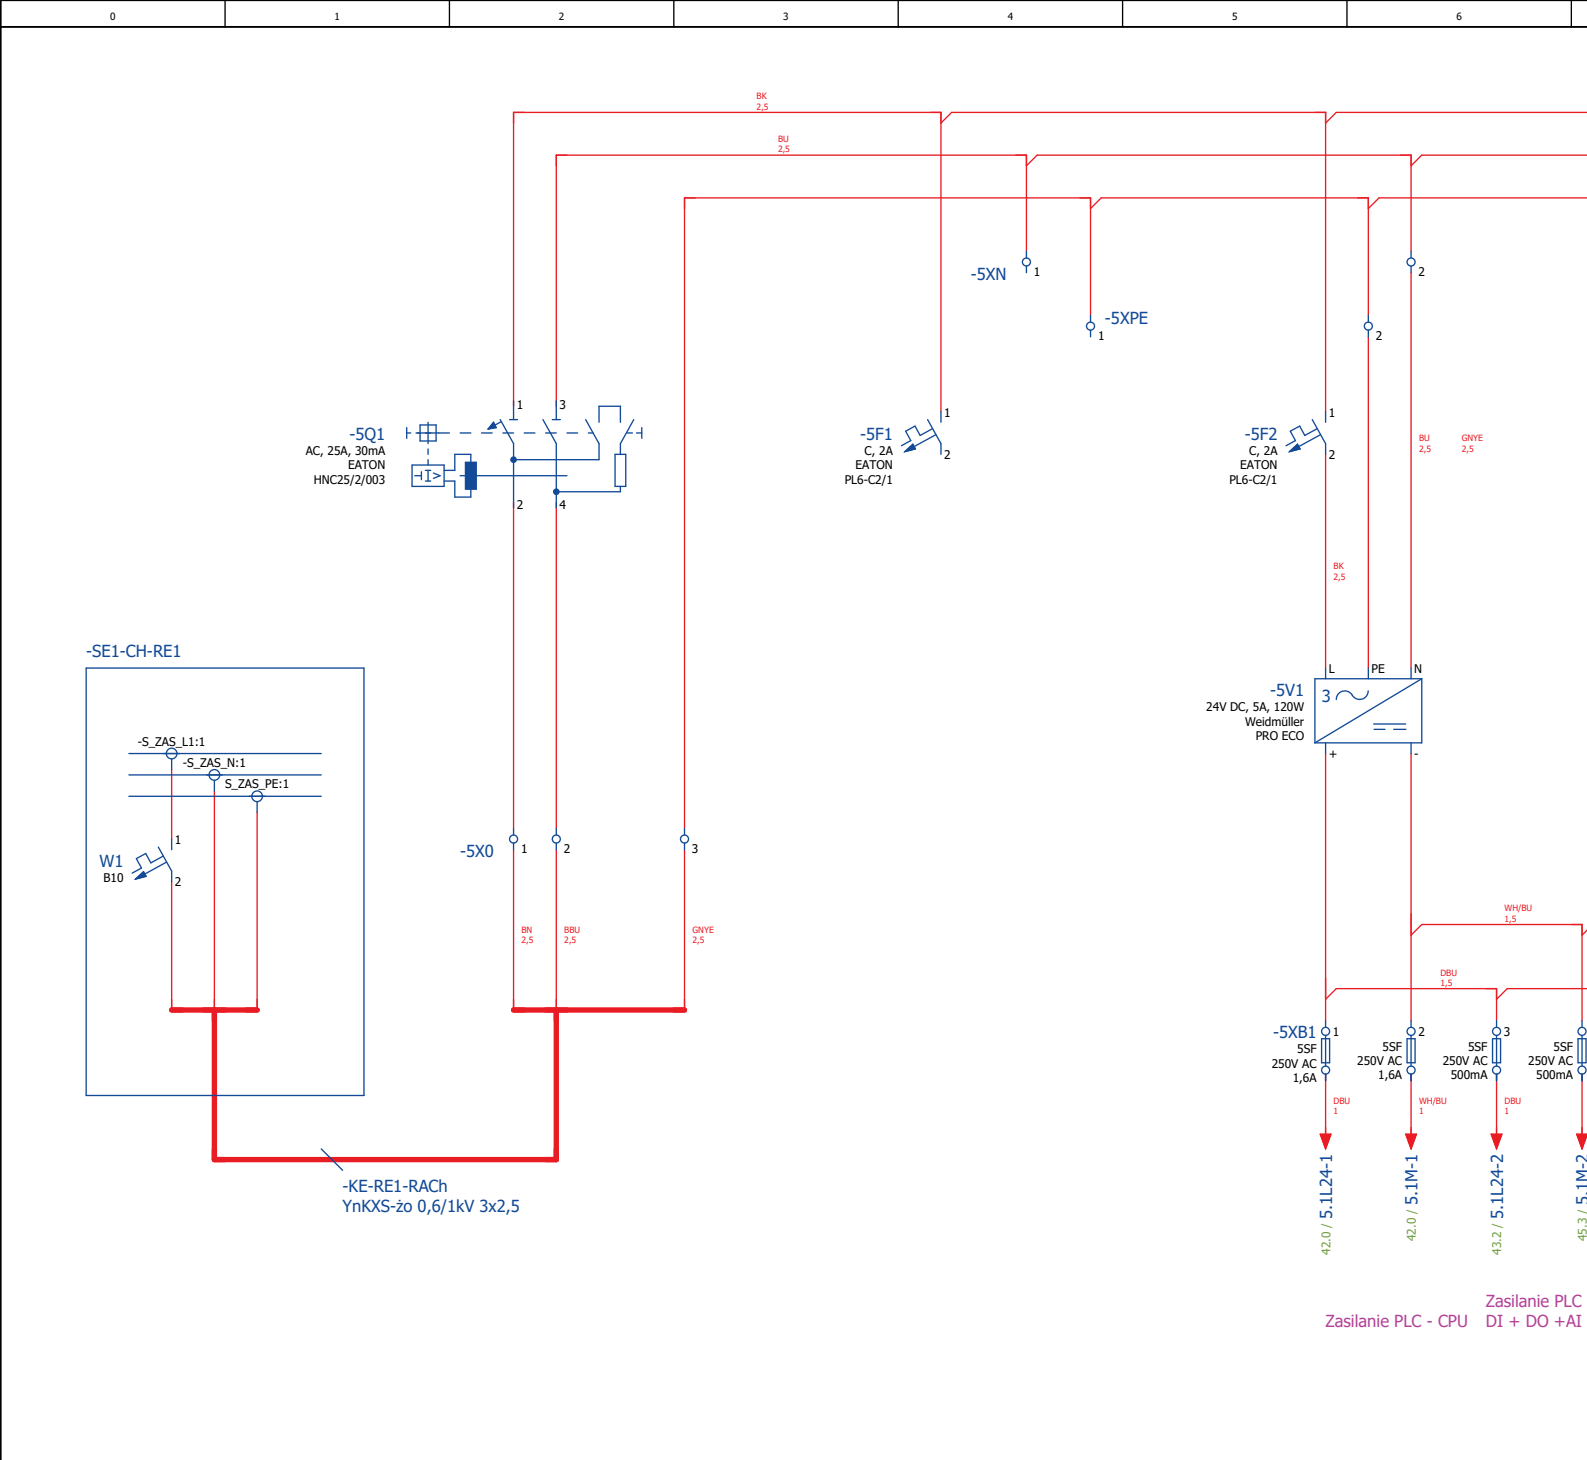 0 1 2 3 4 5 6
BK
2,5
BU
2,5
-5XN
1
2
-5XPE
1
2
1
3
-5Q1
AC, 25A, 30mA
EATON
HNC25/2/003
I>
2
4
1
-5F1
C, 2A
EATON
PL6-C2/1
2
1
-5F2
C, 2A
EATON
PL6-C2/1
2
BU
2,5
GNYE
2,5
BK
2,5
-SE1-CH-RE1
-S_ZAS_L1:1
-S_ZAS_N:1
S_ZAS_PE:1
1
W1
B10
2
L
PE
N
-5V1
24V DC, 5A, 120W
Weidmüller
PRO ECO
3
+
-
-5X0
1
2
3
BN
2,5
BBU
2,5
GNYE
2,5
WH/BU
1,5
DBU
1,5
-5XB1
1
5SF
250V AC
1,6A
2
5SF
250V AC
1,6A
3
5SF
250V AC
500mA
5SF
250V AC
500mA
DBU
1
WH/BU
1
DBU
1
42.0 / 5.1L24-1
42.0 / 5.1M-1
43.2 / 5.1L24-2
45.3 / 5.1M-2
-KE-RE1-RACh
YnKXS-żo 0,6/1kV 3x2,5
Zasilanie PLC - CPU
Zasilanie PLC
DI + DO +AI